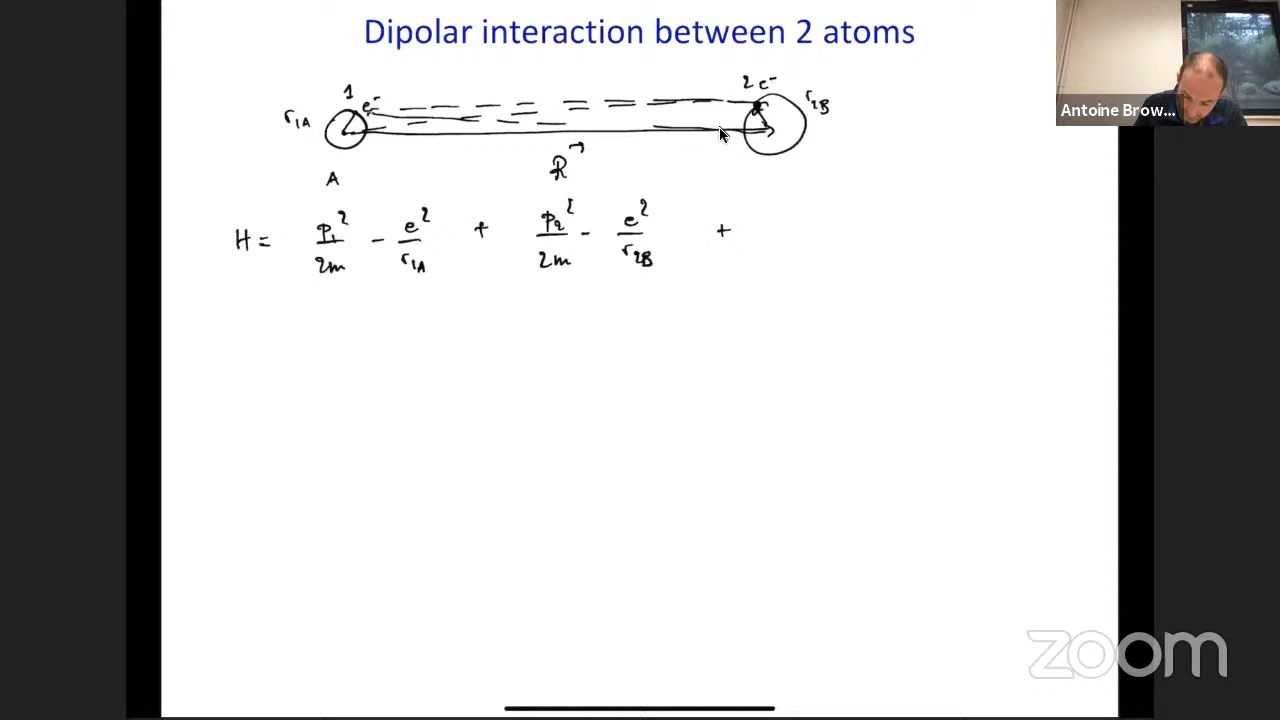 Dipolar interaction between 2 atoms
1 e⁻ 2 e⁻
r₁A r₂B
R⃗
A
H = p₁²/2m − e²/r₁A + p₂²/2m − e²/r₂B +
Antoine Brow...
zoom